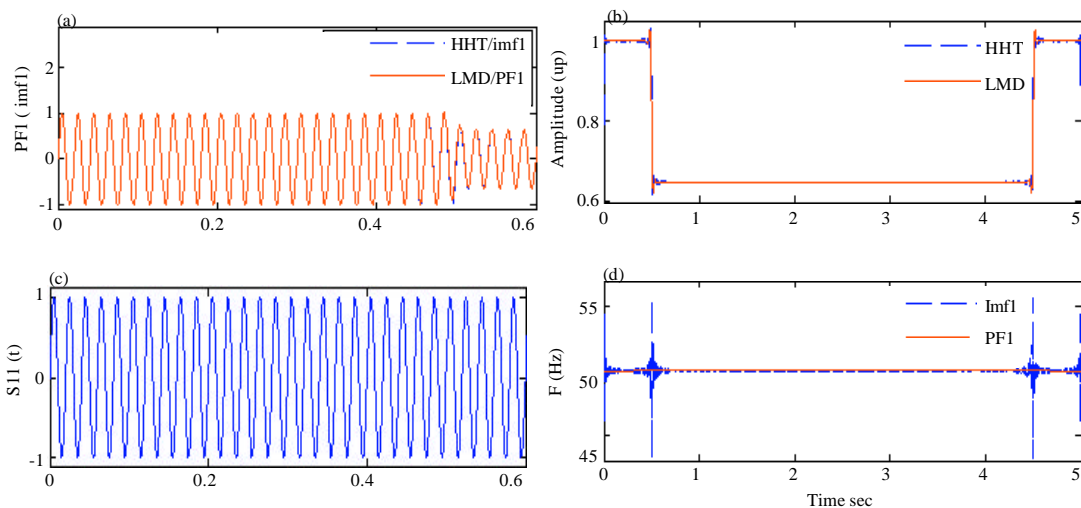 (a)
HHT/imf1
LMD/PF1
PF1 ( imf1)
2
1
0
-1
0
0.2
0.4
0.6
(b)
HHT
LMD
Amplitude (up)
1
0.8
0.6
0
1
2
3
4
5
(c)
S11 (t)
1
0
-1
0
0.2
0.4
0.6
(d)
Imf1
PF1
F (Hz)
55
50
45
0
1
2
3
4
5
Time sec